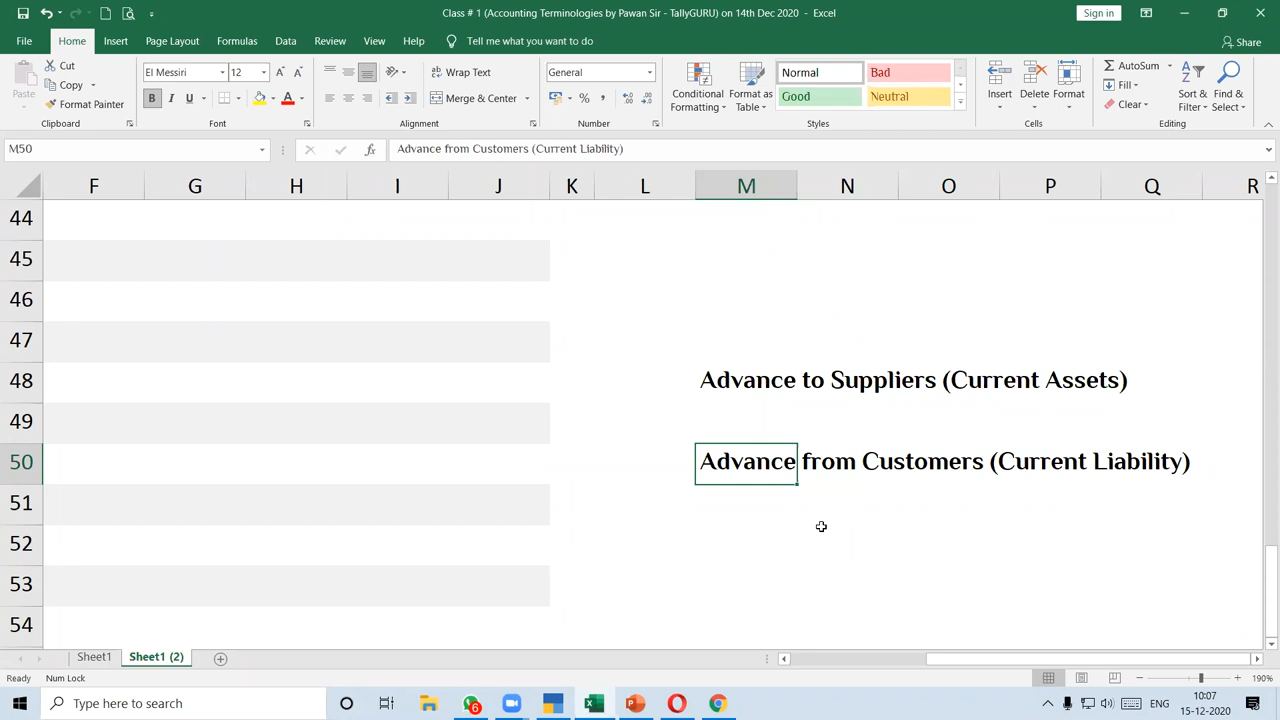 Class # 1 (Accounting Terminologies by Pawan Sir - TallyGURU) on 14th Dec 2020 - Excel
Sign in
File Home Insert Page Layout Formulas Data Review View Help Tell me what you want to do Share
Paste
Cut
Copy
Format Painter
Clipboard
El Messiri 12
B I U
Font
Wrap Text
Merge & Center
Alignment
General
Number
Conditional Formatting
Format as Table
Normal Bad
Good Neutral
Styles
Insert Delete Format
Cells
AutoSum
Fill
Clear
Sort & Filter
Find & Select
Editing
M50 fx Advance from Customers (Current Liability)
F G H I J K L M N O P Q R
44
45
46
47
48 Advance to Suppliers (Current Assets)
49
50 Advance from Customers (Current Liability)
51
52
53
54
Sheet1 Sheet1 (2)
Ready Num Lock 190%
Type here to search 6 ENG 10:07
15-12-2020